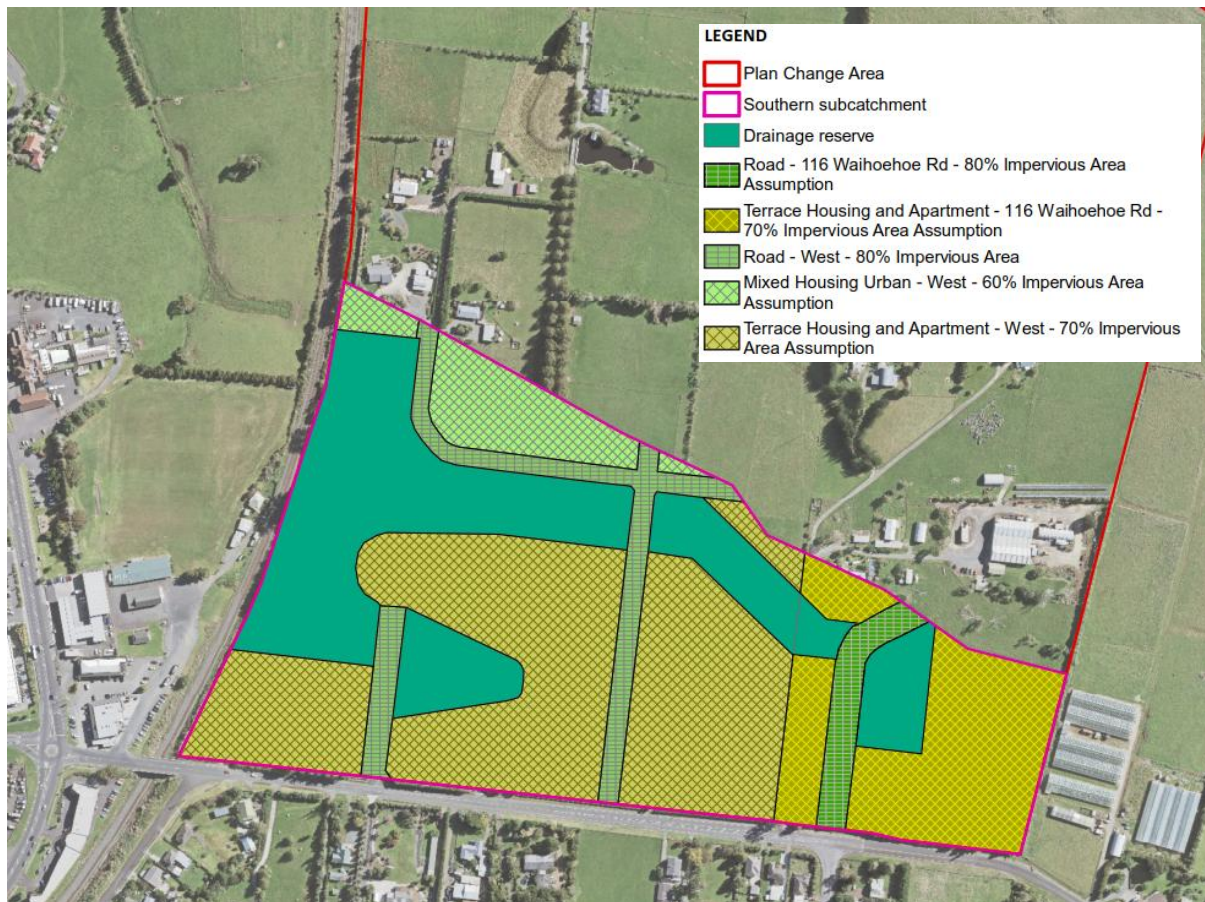 LEGEND
Plan Change Area
Southern subcatchment
Drainage reserve
Road - 116 Waihoehoe Rd - 80% Impervious Area
Assumption
Terrace Housing and Apartment - 116 Waihoehoe Rd -
70% Impervious Area Assumption
Road - West - 80% Impervious Area
Mixed Housing Urban - West - 60% Impervious Area
Assumption
Terrace Housing and Apartment - West - 70% Impervious
Area Assumption